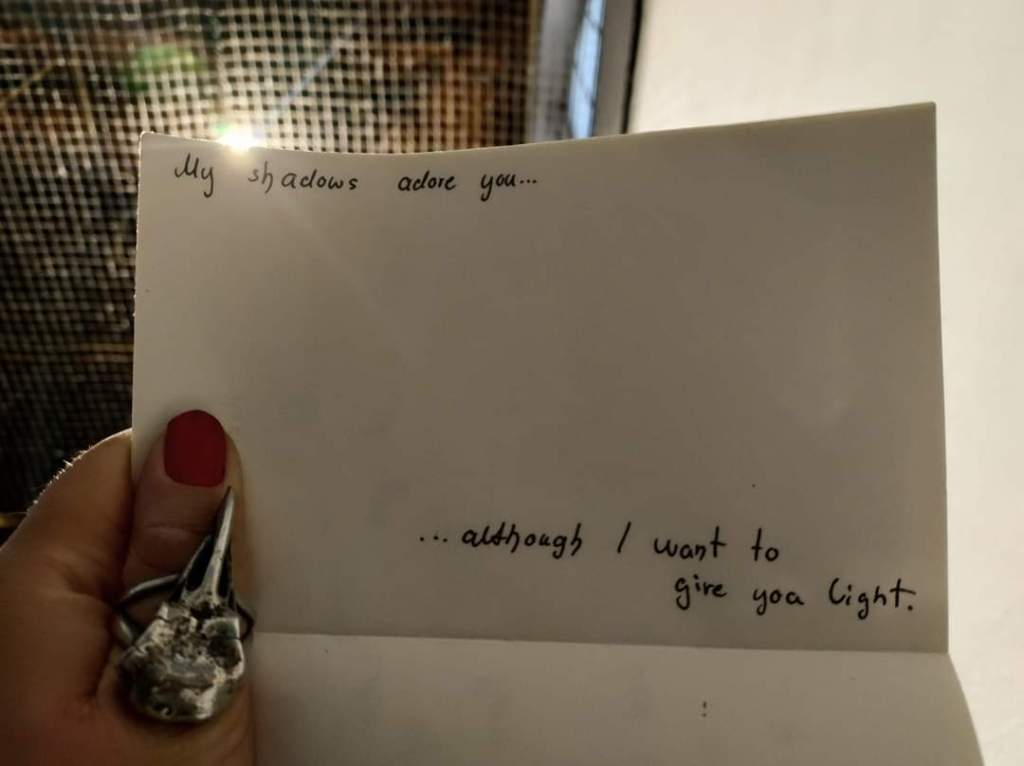 My shadows adore you...
...although I want to
give you light.